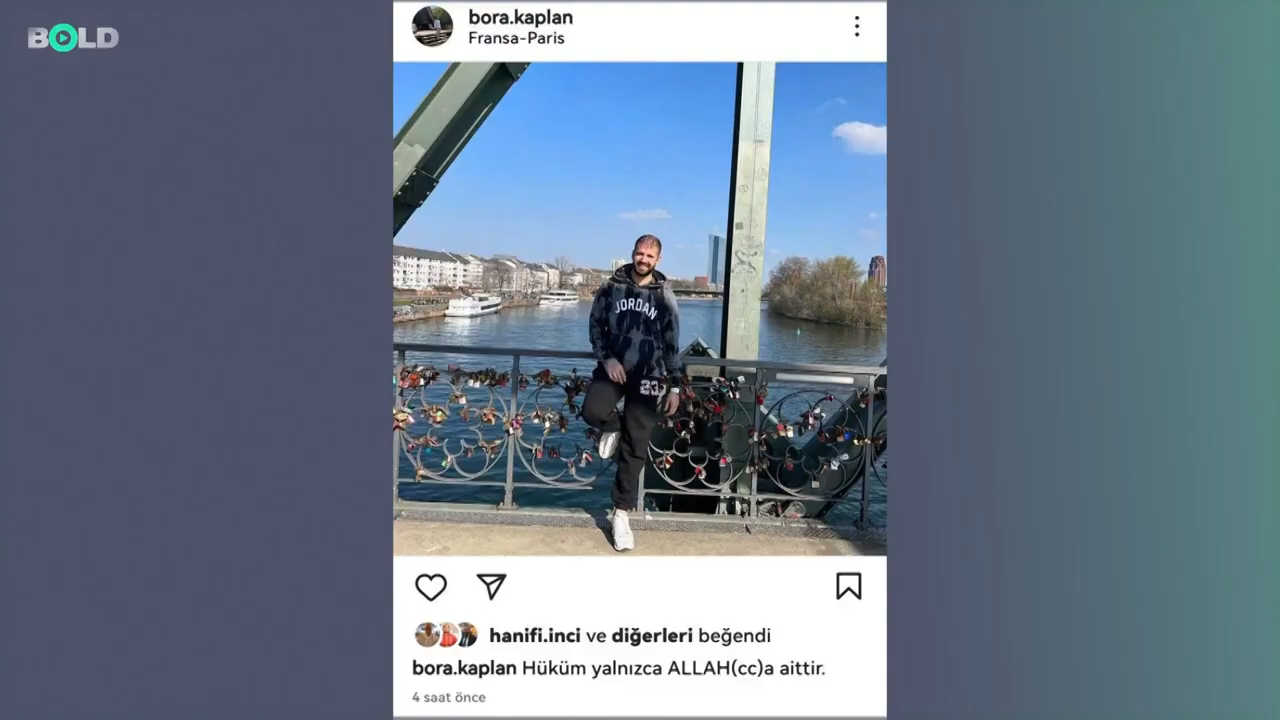 BOLD
bora.kaplan
Fransa-Paris
JORDAN
23
hanifi.inci ve diğerleri beğendi
bora.kaplan Hüküm yalnızca ALLAH(cc)a aittir.
4 saat önce